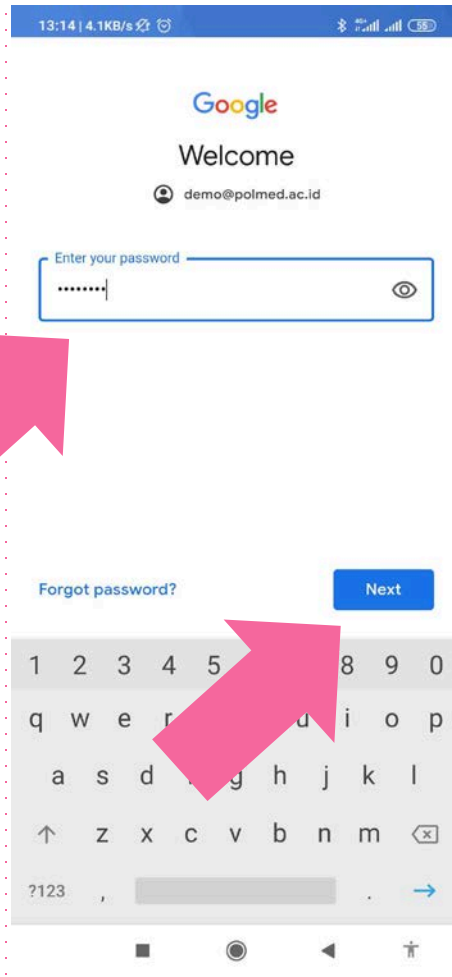 13:14 | 4.1KB/s 55
Google
Welcome
demo@polmed.ac.id
Enter your password
••••••••
Forgot password? Next
1 2 3 4 5 8 9 0
q w e r u i o p
a s d g h j k l
z x c v b n m
?123 , .